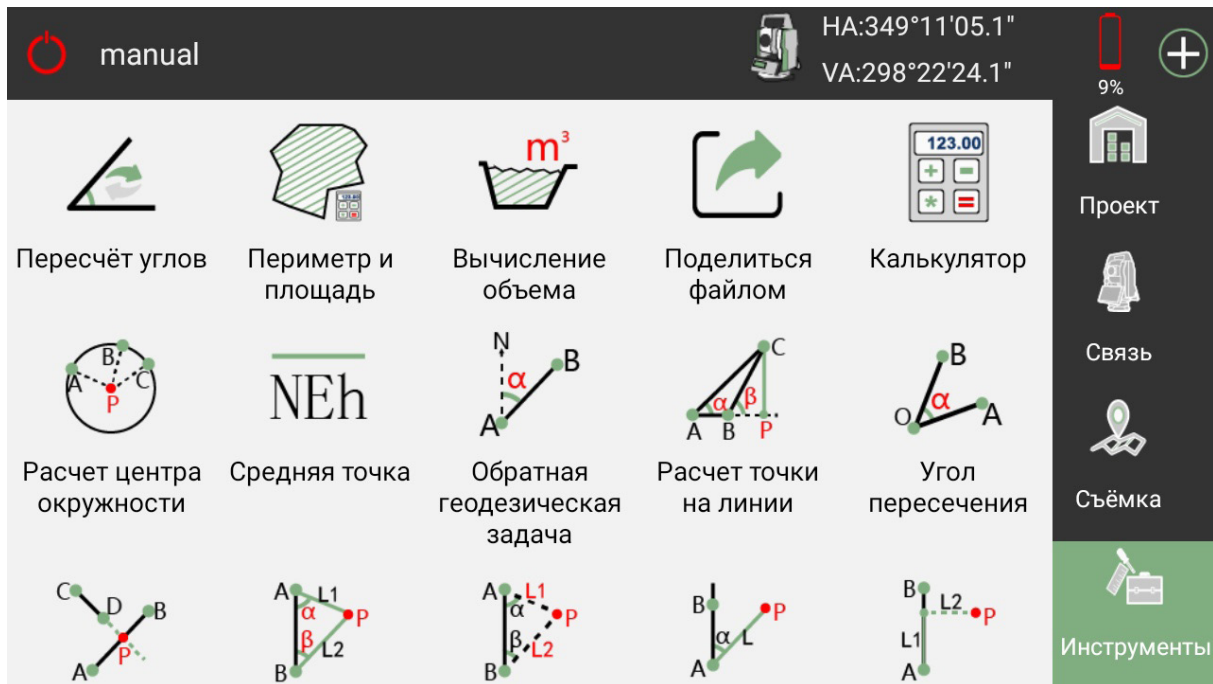 manual
HA:349°11'05.1"
VA:298°22'24.1"
9%
m³
123.00
123.00
Пересчёт углов
Периметр и
площадь
Вычисление
объема
Поделиться
файлом
Калькулятор
Проект
B
A
C
P
NEh
N
B
α
A
C
α
β
A
B
P
B
α
O
A
Связь
Расчет центра
окружности
Средняя точка
Обратная
геодезическая
задача
Расчет точки
на линии
Угол
пересечения
Съёмка
C
D
B
P
A
A
L1
α
P
β
L2
B
A
L1
α
P
β
L2
B
B
P
α
L
A
B
L2
P
L1
A
Инструменты